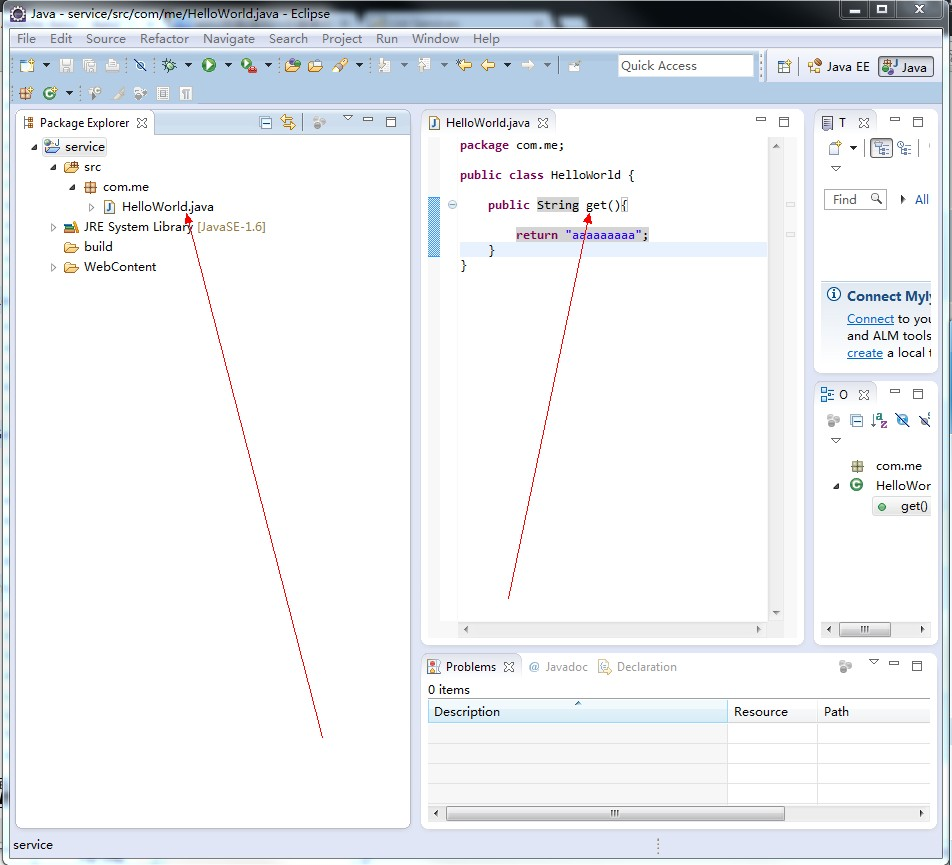 Java - service/src/com/me/HelloWorld.java - Eclipse
File Edit Source Refactor Navigate Search Project Run Window Help
Quick Access
Java EE
Java
Package Explorer
service
src
com.me
HelloWorld.java
JRE System Library [JavaSE-1.6]
build
WebContent
HelloWorld.java
package com.me;
public class HelloWorld {
public String get(){
return "aaaaaaaaa";
}
}
T
Find
All
Connect Myly
Connect to you
and ALM tools
create a local t
O
com.me
HelloWor
get()
Problems
@ Javadoc
Declaration
0 items
Description Resource Path
service